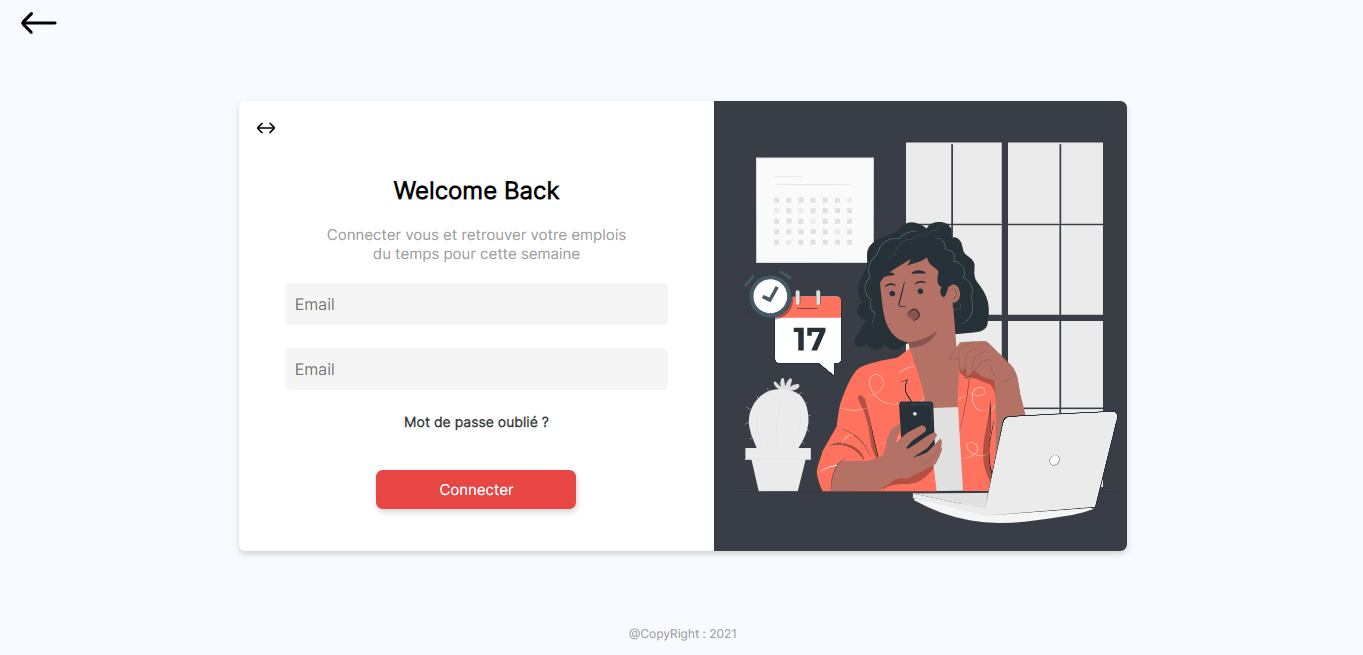 Welcome Back
Connecter vous et retrouver votre emplois
du temps pour cette semaine
Email
Email
Mot de passe oublié ?
Connecter
17
@CopyRight : 2021